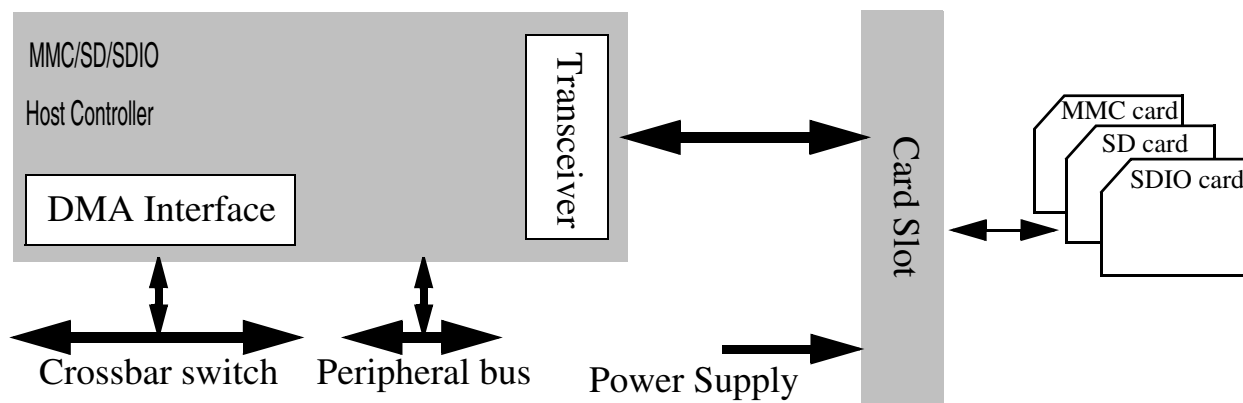 MMC/SD/SDIO
Host Controller
DMA Interface
Transceiver
Card Slot
MMC card
SD card
SDIO card
Crossbar switch
Peripheral bus
Power Supply